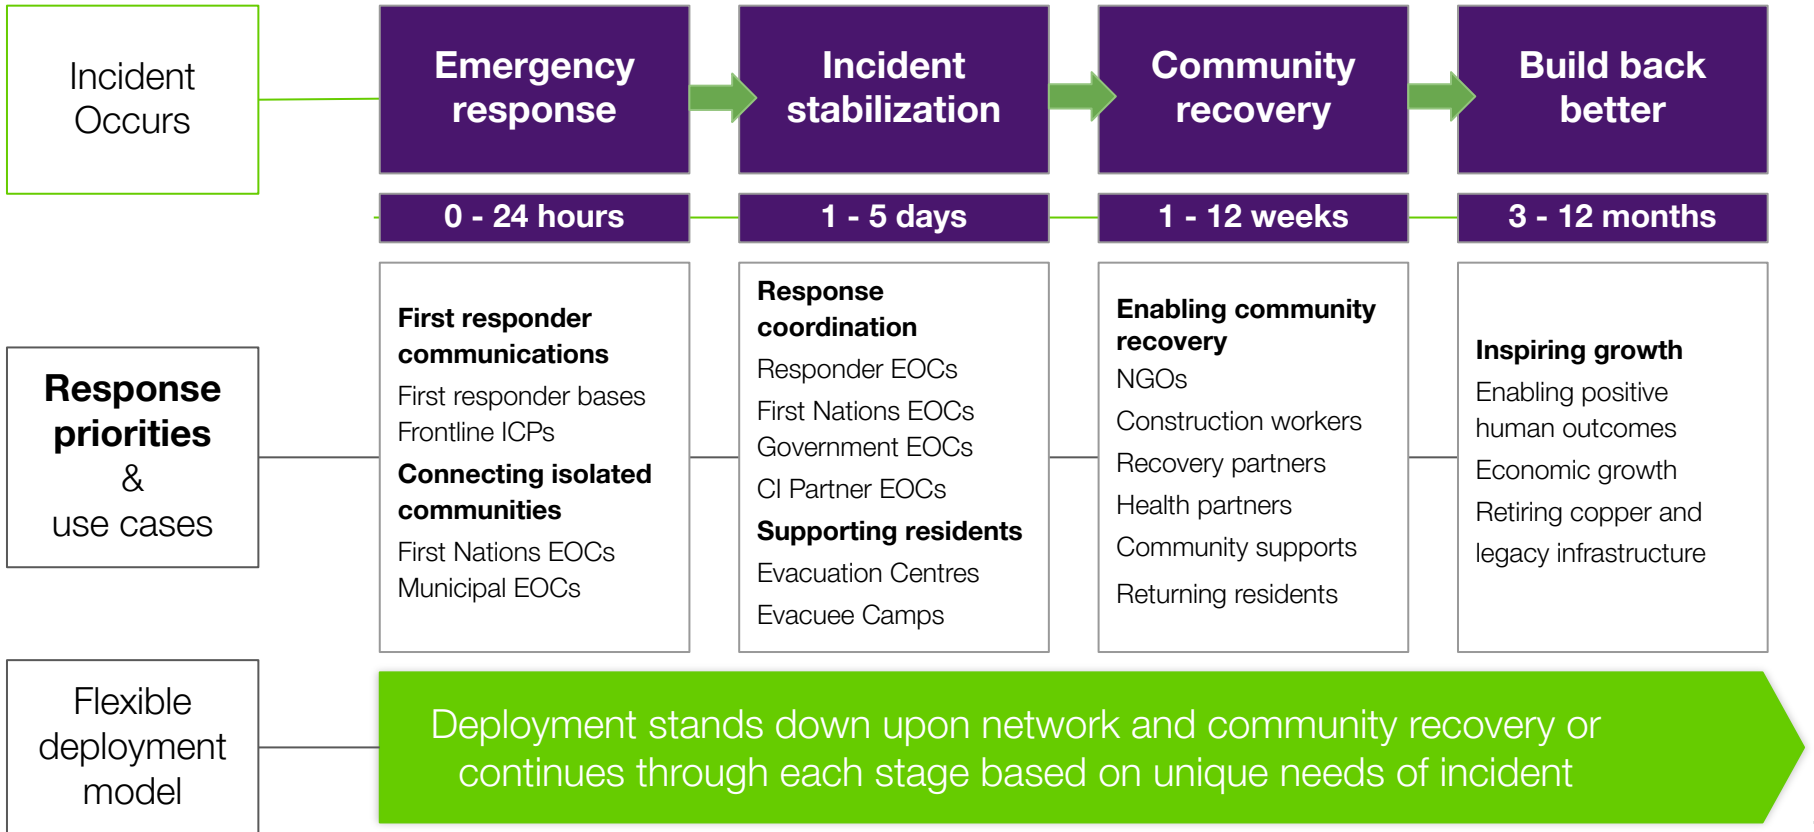 Incident
Occurs
Emergency
response
Incident
stabilization
Community
recovery
Build back
better
0 - 24 hours
1 - 5 days
1 - 12 weeks
3 - 12 months
Response
priorities
&
use cases
First responder
communications
First responder bases
Frontline ICPs
Connecting isolated
communities
First Nations EOCs
Municipal EOCs
Response
coordination
Responder EOCs
First Nations EOCs
Government EOCs
CI Partner EOCs
Supporting residents
Evacuation Centres
Evacuee Camps
Enabling community
recovery
NGOs
Construction workers
Recovery partners
Health partners
Community supports
Returning residents
Inspiring growth
Enabling positive
human outcomes
Economic growth
Retiring copper and
legacy infrastructure
Flexible
deployment
model
Deployment stands down upon network and community recovery or
continues through each stage based on unique needs of incident